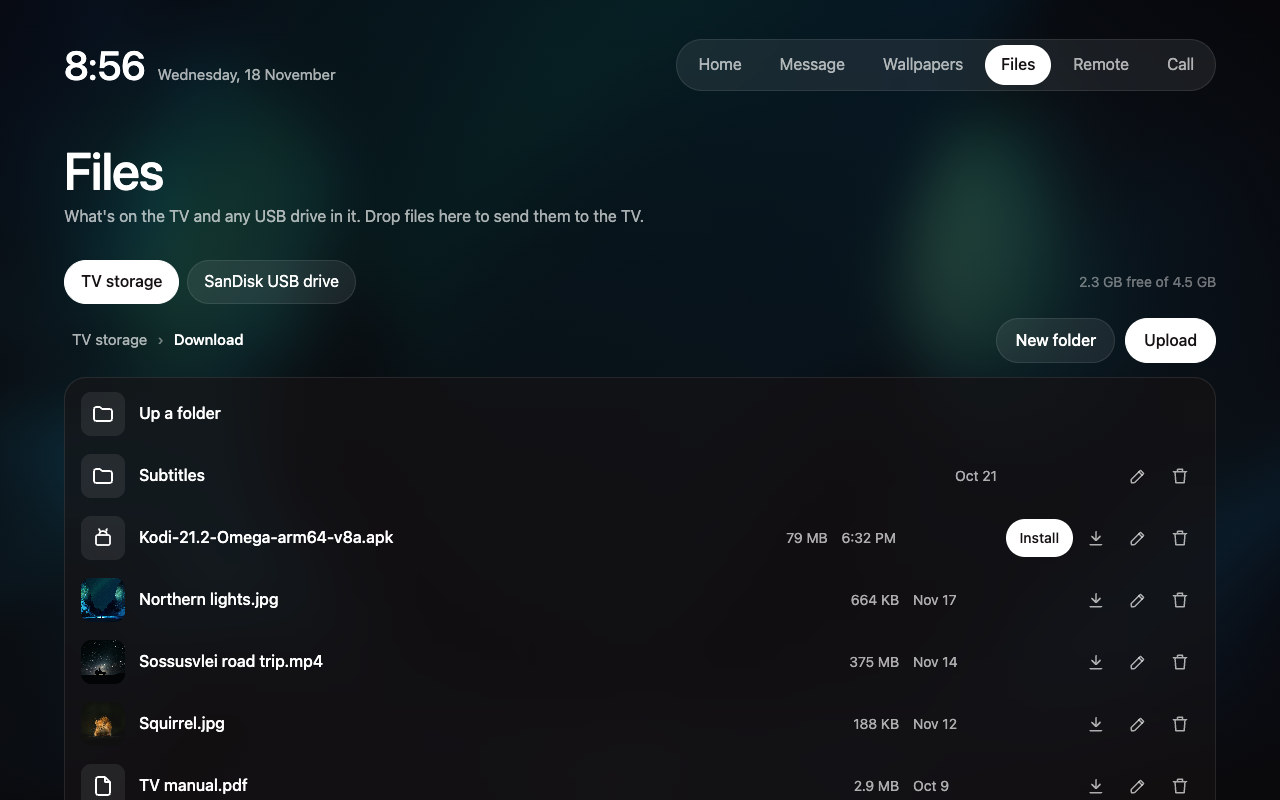 8:56 Wednesday, 18 November
Home Message Wallpapers Files Remote Call
Files
What's on the TV and any USB drive in it. Drop files here to send them to the TV.
TV storage SanDisk USB drive 2.3 GB free of 4.5 GB
TV storage › Download New folder Upload
Up a folder
Subtitles Oct 21
Kodi-21.2-Omega-arm64-v8a.apk 79 MB 6:32 PM Install
Northern lights.jpg 664 KB Nov 17
Sossusvlei road trip.mp4 375 MB Nov 14
Squirrel.jpg 188 KB Nov 12
TV manual.pdf 2.9 MB Oct 9